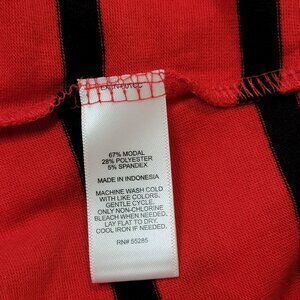 67% MODAL
28% POLYESTER
5% SPANDEX
MADE IN INDONESIA
MACHINE WASH COLD
WITH LIKE COLORS,
GENTLE CYCLE.
ONLY NON-CHLORINE
BLEACH WHEN NEEDED.
LAY FLAT TO DRY.
COOL IRON IF NEEDED.
RN# 55285